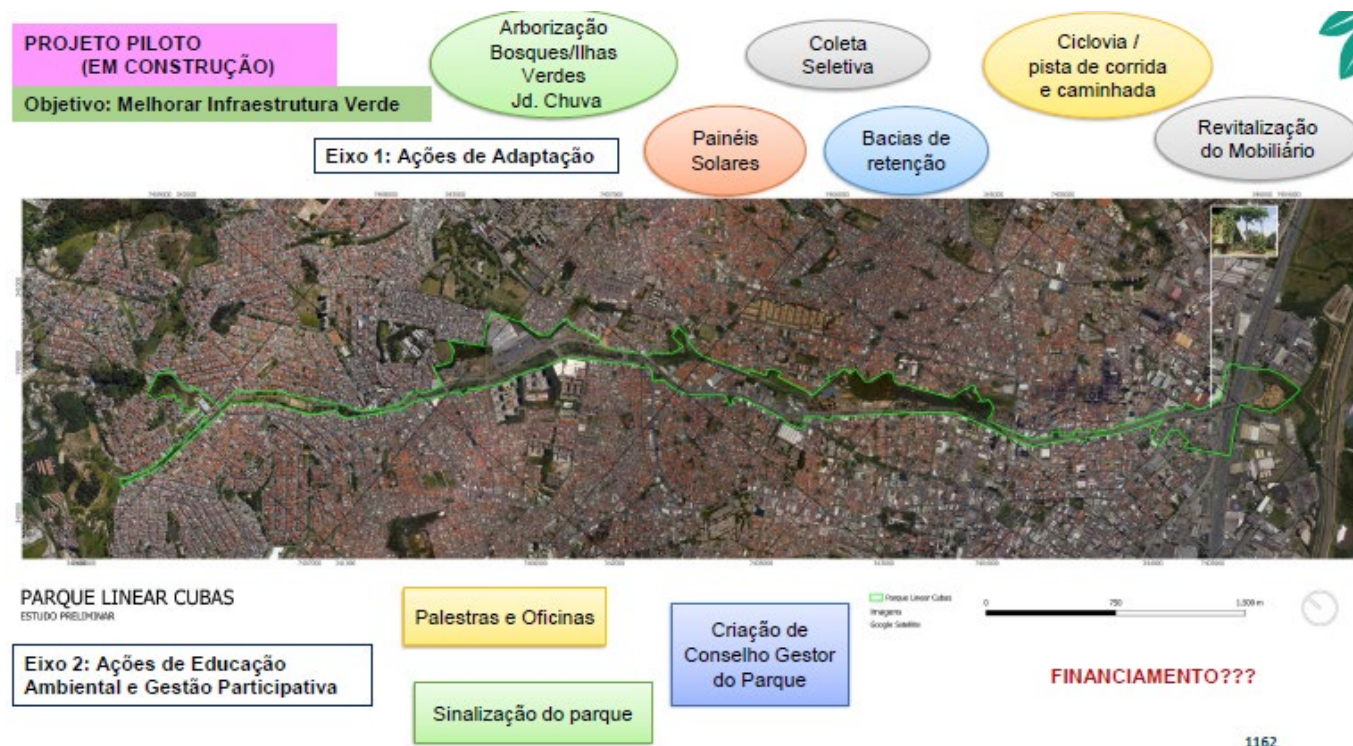 PROJETO PILOTO
(EM CONSTRUÇÃO)
Objetivo: Melhorar Infraestrutura Verde
Arborização
Bosques/Ilhas
Verdes
Jd. Chuva
Coleta
Seletiva
Ciclovia /
pista de corrida
e caminhada
Eixo 1: Ações de Adaptação
Painéis
Solares
Bacias de
retenção
Revitalização
do Mobiliário
PARQUE LINEAR CUBAS
ESTUDO PRELIMINAR
Eixo 2: Ações de Educação
Ambiental e Gestão Participativa
Palestras e Oficinas
Sinalização do parque
Criação de
Conselho Gestor
do Parque
Parque Linear Cubas
Imagens
Google Satellite
0 750 1.500 m
FINANCIAMENTO???
1162